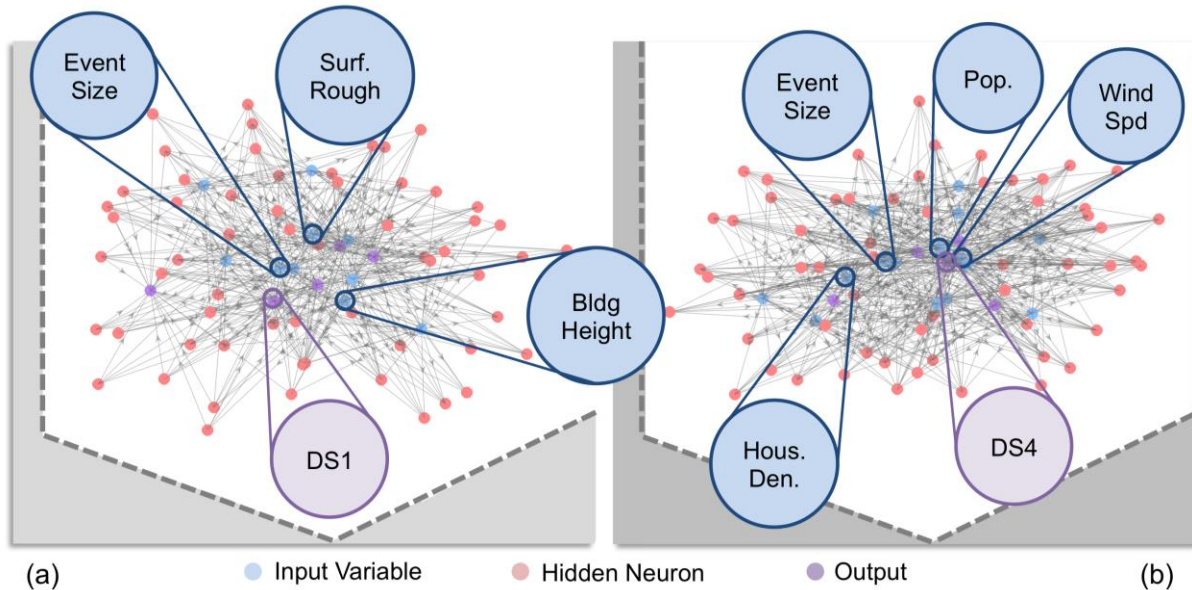 Event
Size
Surf.
Rough
Bldg
Height
DS1
Event
Size
Pop.
Wind
Spd
Hous.
Den.
DS4
(a)
Input Variable
Hidden Neuron
Output
(b)